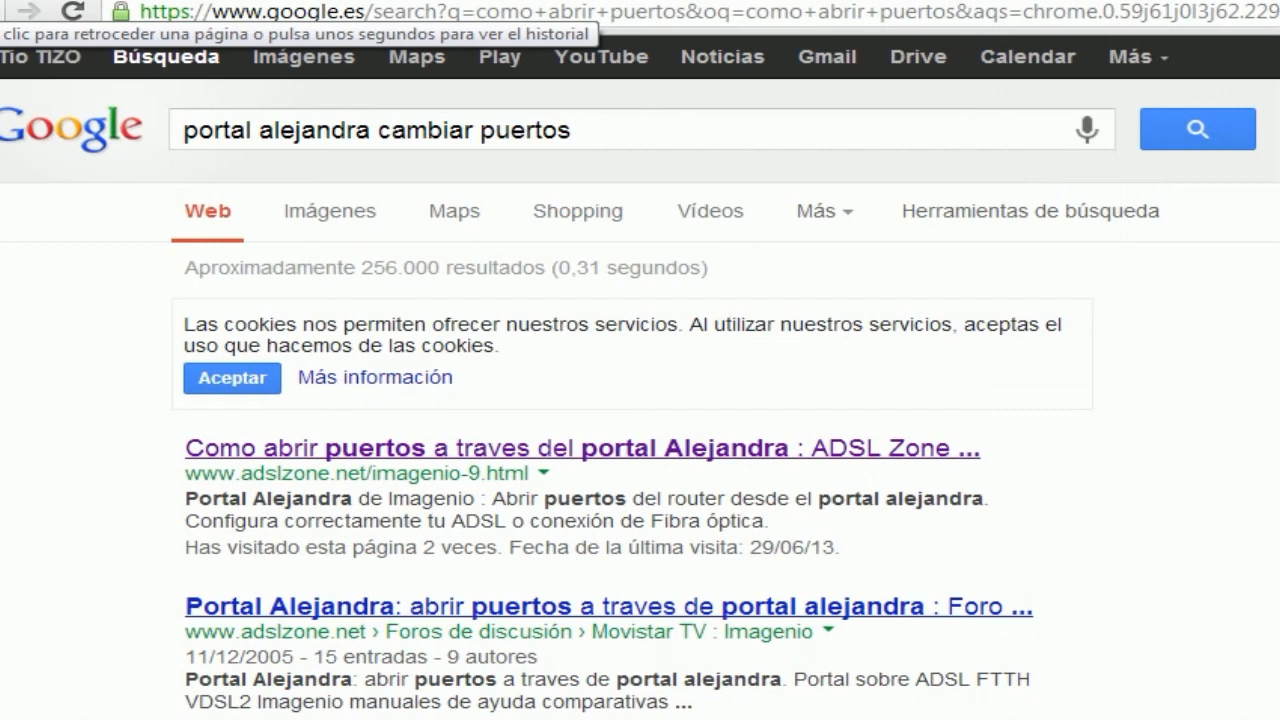 https://www.google.es/search?q=como+abrir+puertos&oq=como+abrir+puertos&aqs=chrome.0.59j61j0l3j62.229
clic para retroceder una página o pulsa unos segundos para ver el historial
Tío TIZO Búsqueda Imágenes Maps Play YouTube Noticias Gmail Drive Calendar Más
Google portal alejandra cambiar puertos
Web Imágenes Maps Shopping Vídeos Más Herramientas de búsqueda
Aproximadamente 256.000 resultados (0,31 segundos)
Las cookies nos permiten ofrecer nuestros servicios. Al utilizar nuestros servicios, aceptas el
uso que hacemos de las cookies.
Aceptar Más información
Como abrir puertos a traves del portal Alejandra : ADSL Zone ...
www.adslzone.net/imagenio-9.html
Portal Alejandra de Imagenio : Abrir puertos del router desde el portal alejandra.
Configura correctamente tu ADSL o conexión de Fibra óptica.
Has visitado esta página 2 veces. Fecha de la última visita: 29/06/13.
Portal Alejandra: abrir puertos a traves de portal alejandra : Foro ...
www.adslzone.net › Foros de discusión › Movistar TV : Imagenio
11/12/2005 - 15 entradas - 9 autores
Portal Alejandra: abrir puertos a traves de portal alejandra. Portal sobre ADSL FTTH
VDSL2 Imagenio manuales de ayuda comparativas ...